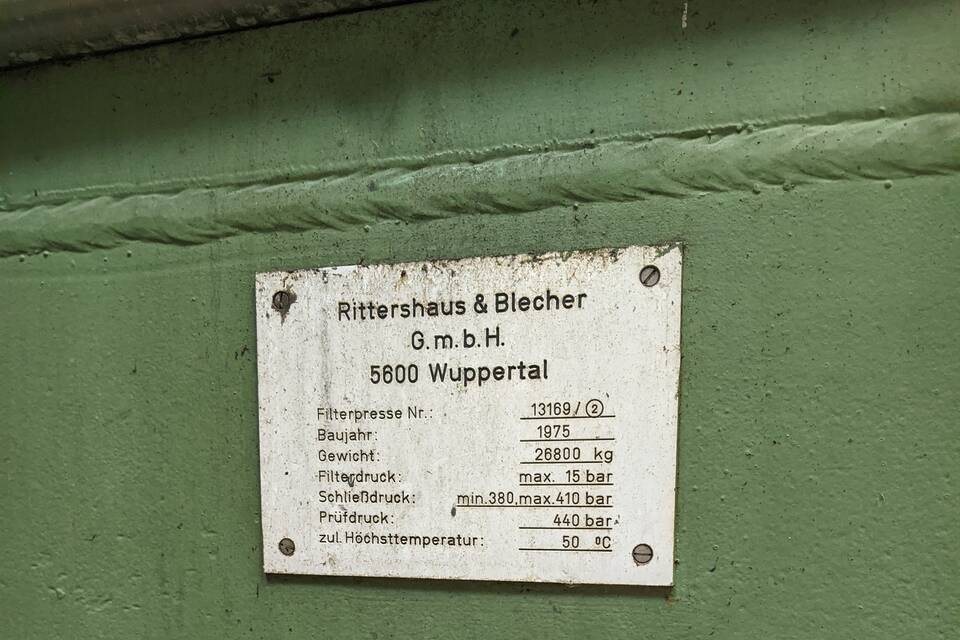 Rittershaus & Blecher
G.m.b.H.
5600 Wuppertal
Filterpresse Nr.: 13169/②
Baujahr: 1975
Gewicht: 26800 kg
Filterdruck: max. 15 bar
Schließdruck: min.380,max.410 bar
Prüfdruck: 440 bar
zul.Höchsttemperatur: 50 ºC